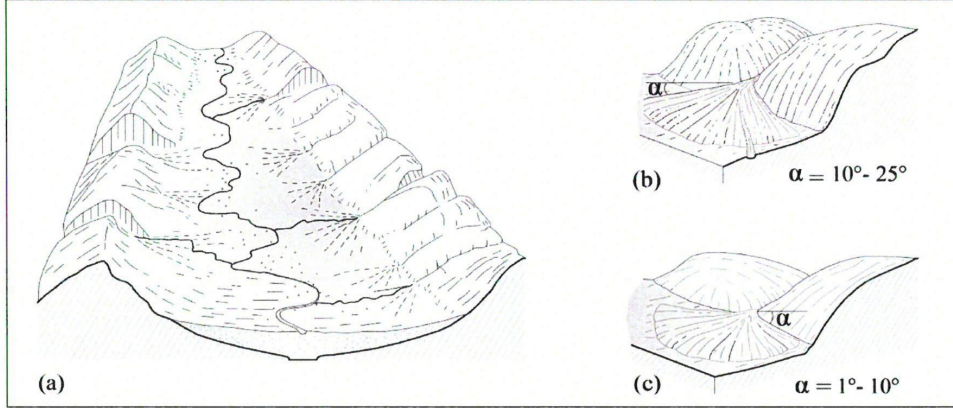 α
(b)
α = 10°- 25°
α
(a)
(c)
α = 1°- 10°